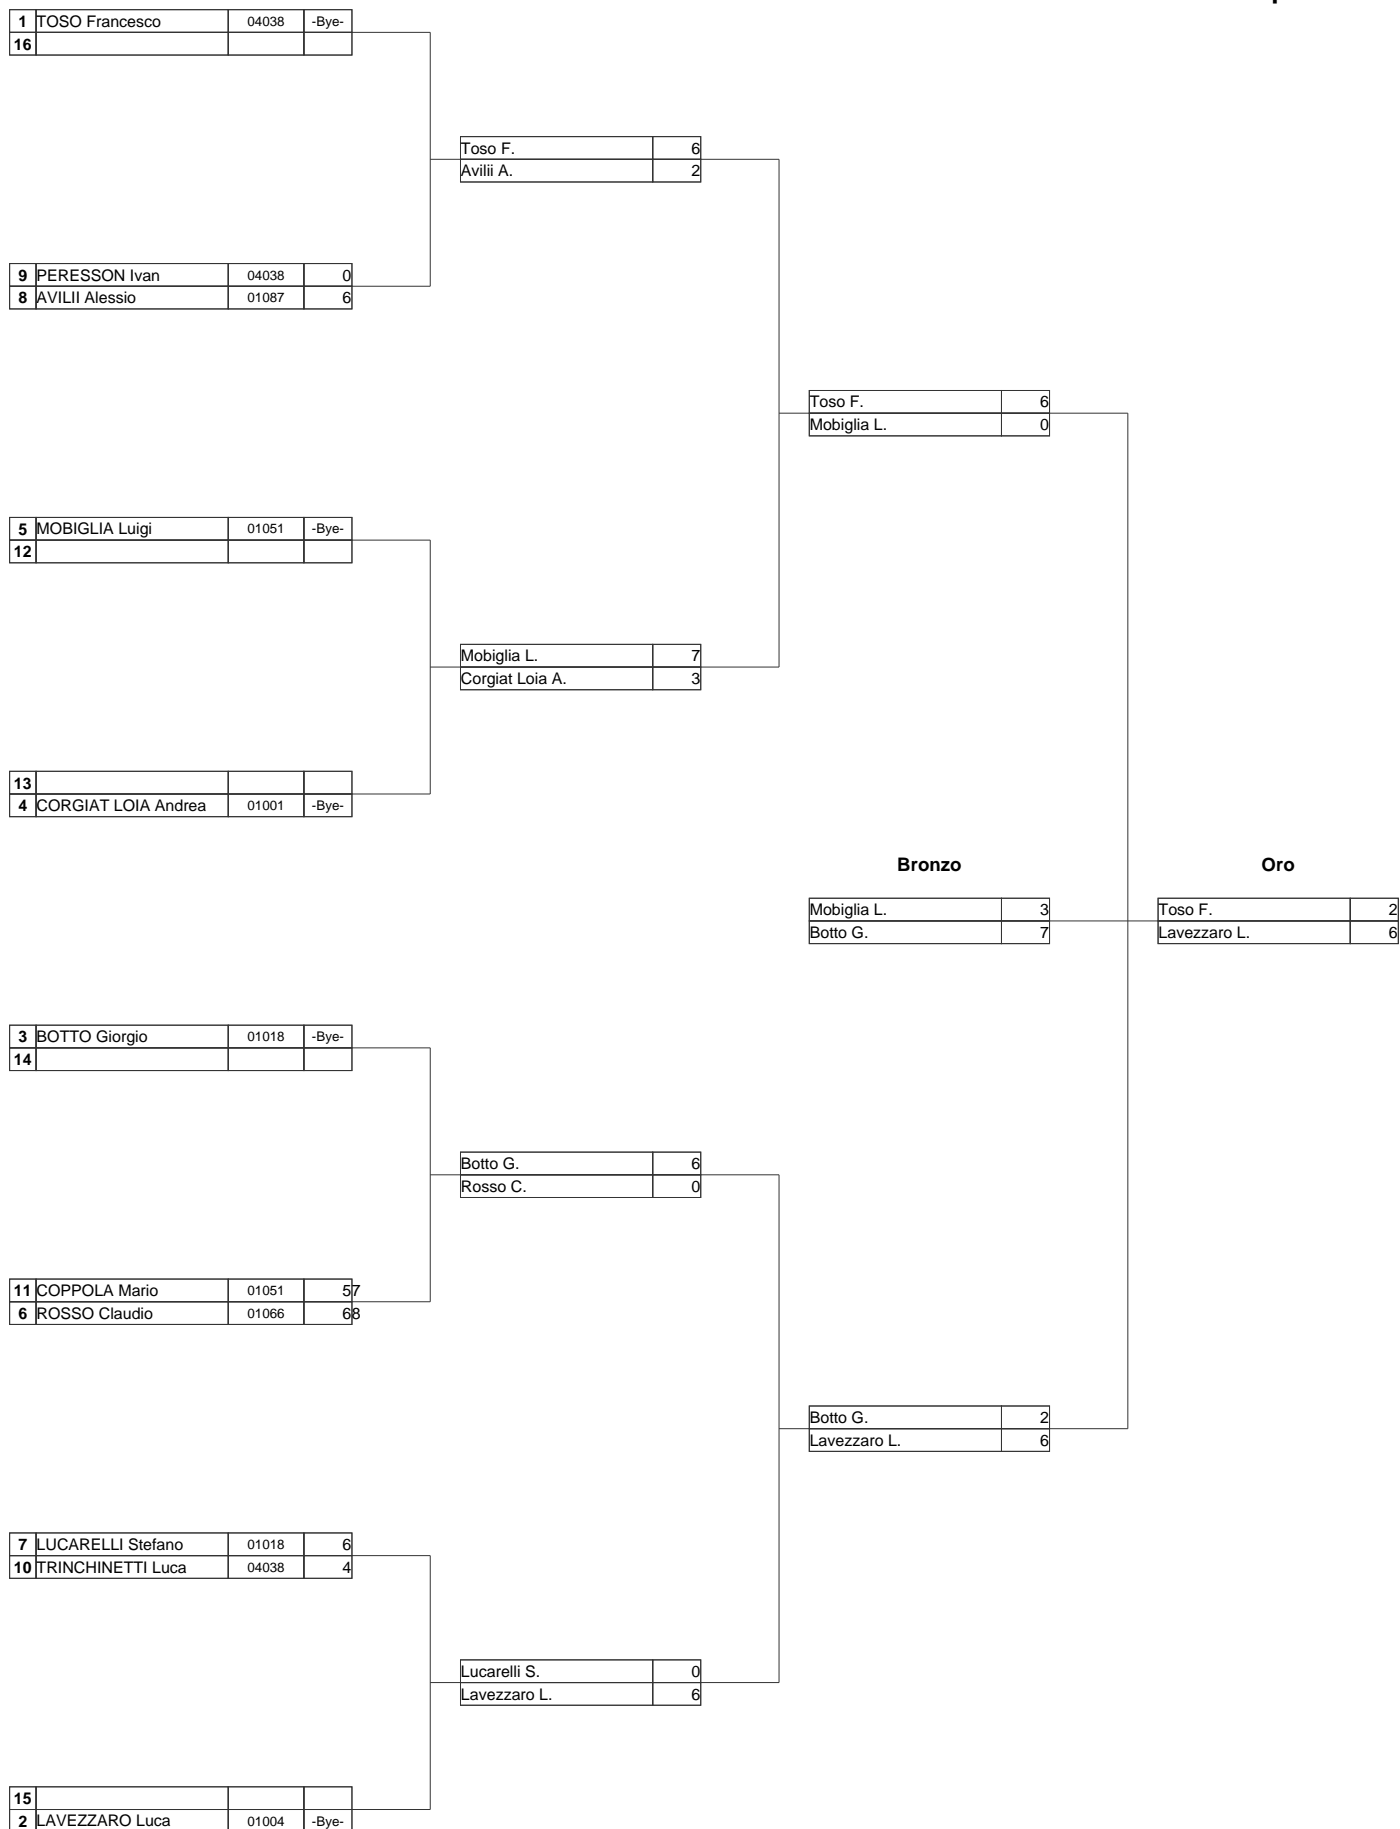 1 TOSO Francesco 04038 -Bye-
16
Toso F. 6
Avilii A. 2
9 PERESSON Ivan 04038 0
8 AVILII Alessio 01087 6
Toso F. 6
Mobiglia L. 0
5 MOBIGLIA Luigi 01051 -Bye-
12
Mobiglia L. 7
Corgiat Loia A. 3
13
4 CORGIAT LOIA Andrea 01001 -Bye-
Bronzo Oro
Mobiglia L. 3 Toso F. 2
Botto G. 7 Lavezzaro L. 6
3 BOTTO Giorgio 01018 -Bye-
14
Botto G. 6
Rosso C. 0
11 COPPOLA Mario 01051 57
6 ROSSO Claudio 01066 68
Botto G. 2
Lavezzaro L. 6
7 LUCARELLI Stefano 01018 6
10 TRINCHINETTI Luca 04038 4
Lucarelli S. 0
Lavezzaro L. 6
15
2 LAVEZZARO Luca 01004 -Bye-